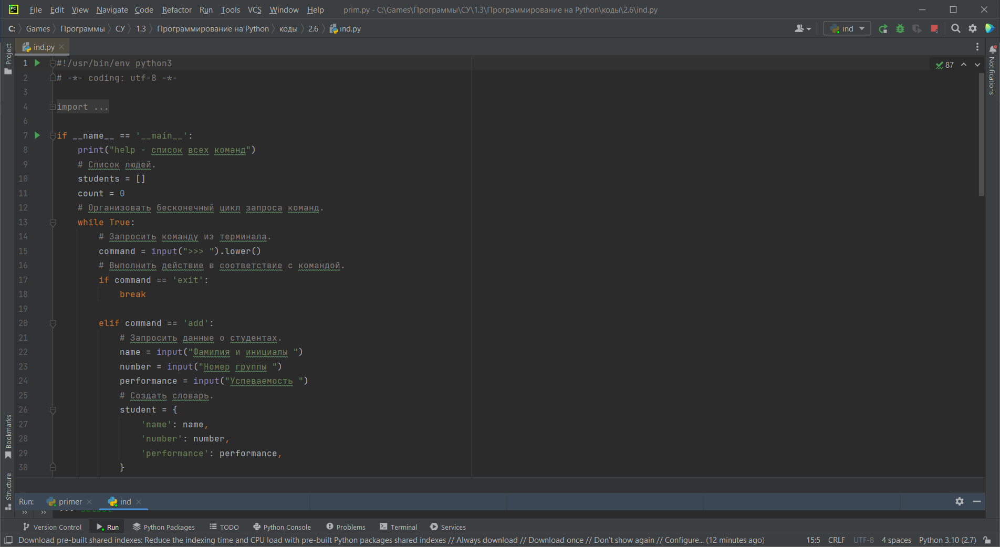 File Edit View Navigate Code Refactor Run Tools VCS Window Help prim.py - C:\Games\Программы\СУ\1.3\Программирование на Python\коды\2.6\ind.py
C: Games Программы СУ 1.3 Программирование на Python коды 2.6 ind.py ind
Project
ind.py
Notifications
87
1 #!/usr/bin/env python3
2 # -*- coding: utf-8 -*-
3
4 import ...
6
7 if __name__ == '__main__':
8 print("help - список всех команд")
9 # Список людей.
10 students = []
11 count = 0
12 # Организовать бесконечный цикл запроса команд.
13 while True:
14 # Запросить команду из терминала.
15 command = input(">>> ").lower()
16 # Выполнить действие в соответствие с командой.
17 if command == 'exit':
18 break
19
20 elif command == 'add':
21 # Запросить данные о студентах.
22 name = input("Фамилия и инициалы ")
23 number = input("Номер группы ")
24 performance = input("Успеваемость ")
25 # Создать словарь.
26 student = {
27 'name': name,
28 'number': number,
29 'performance': performance,
30 }
Bookmarks
Structure
Run: primer ind
>>> select
Version Control Run Python Packages TODO Python Console Problems Terminal Services
Download pre-built shared indexes: Reduce the indexing time and CPU load with pre-built Python packages shared indexes // Always download // Download once // Don't show again // Configure... (12 minutes ago) 15:5 CRLF UTF-8 4 spaces Python 3.10 (2.7)